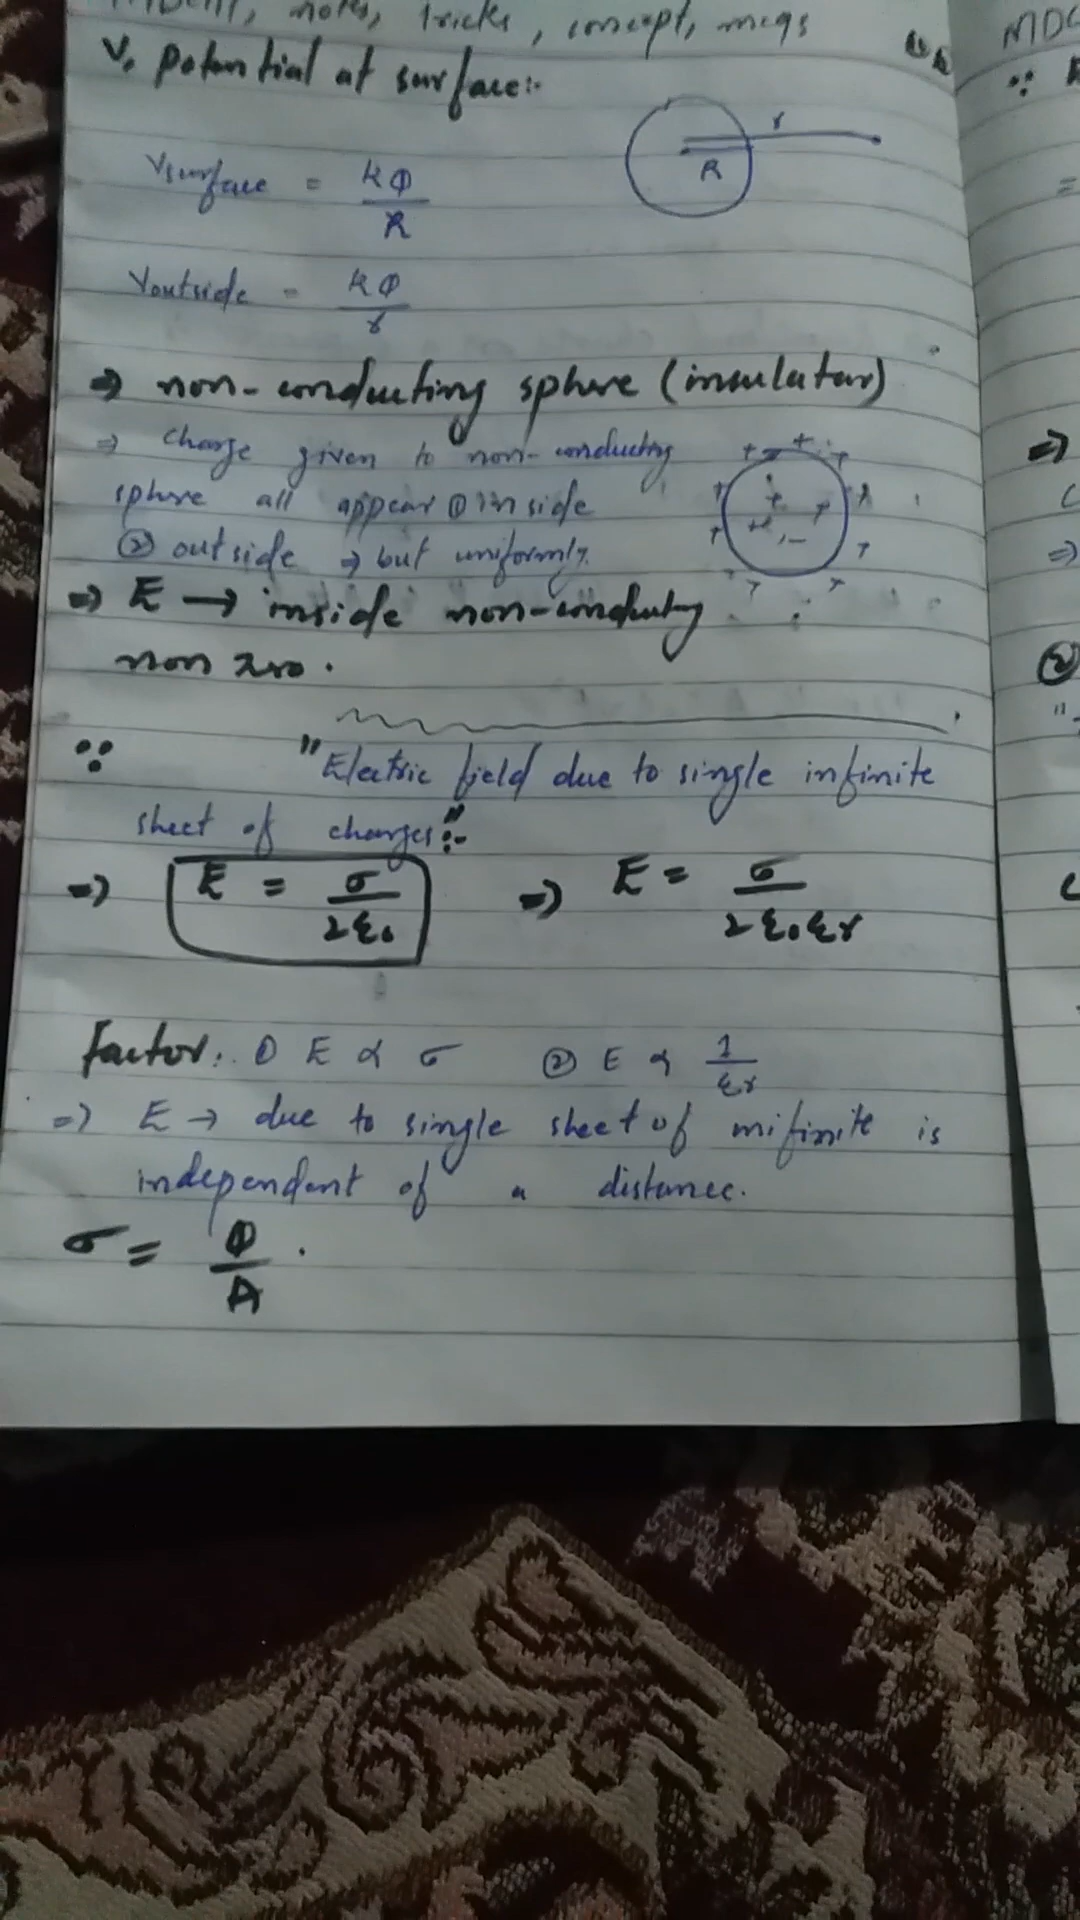 notes, tricks, concept, mcqs
V. potential at surface:-
Vsurface = kQ/R
r
R
Voutside = kQ/r
⇒ non-conducting sphere (insulator)
⇒ charge given to non-conducting
sphere all appear ① inside
② outside → but uniformly.
⇒ E → inside non-conducting
non zero.
"Electric field due to single infinite
sheet of charges":-
⇒ E = σ/2ε₀ ⇒ E = σ/2ε₀εr
Factor:. ① E ∝ σ ② E ∝ 1/εr
⇒ E → due to single sheet of infinite is
independent of a distance.
σ = Q/A .